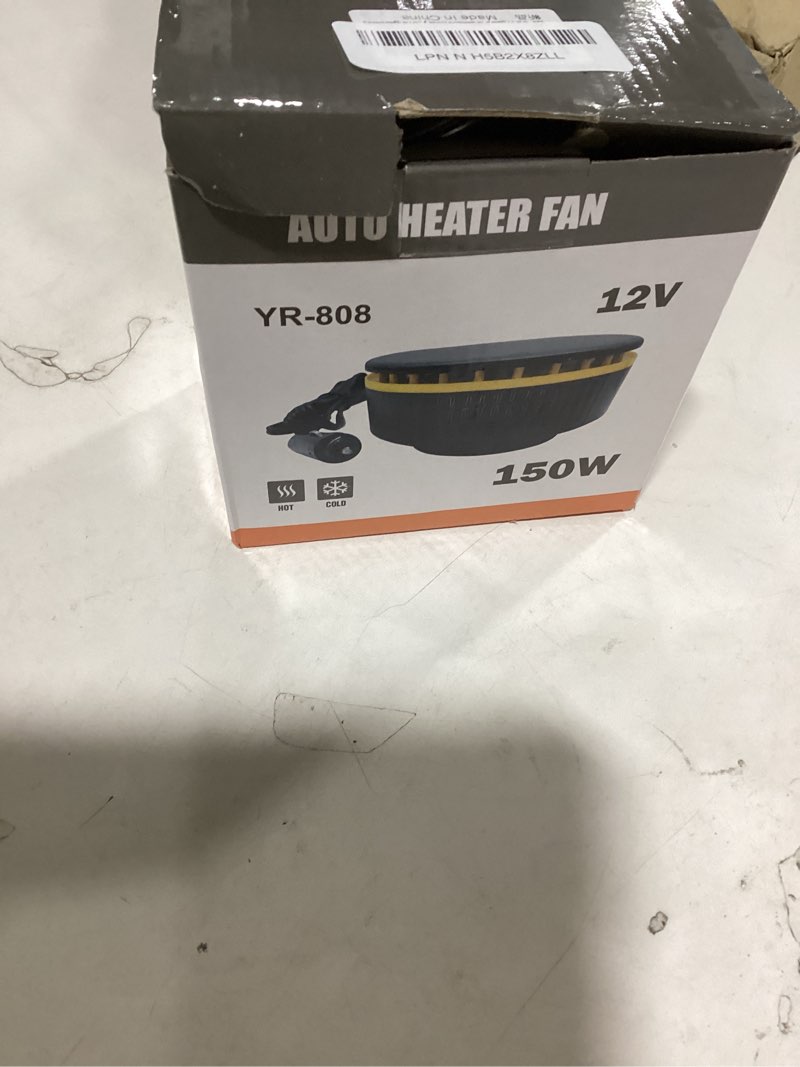 Made in China
LPN N H5B2X8ZLL
AUTO HEATER FAN
YR-808
12V
150W
HOT
COLD